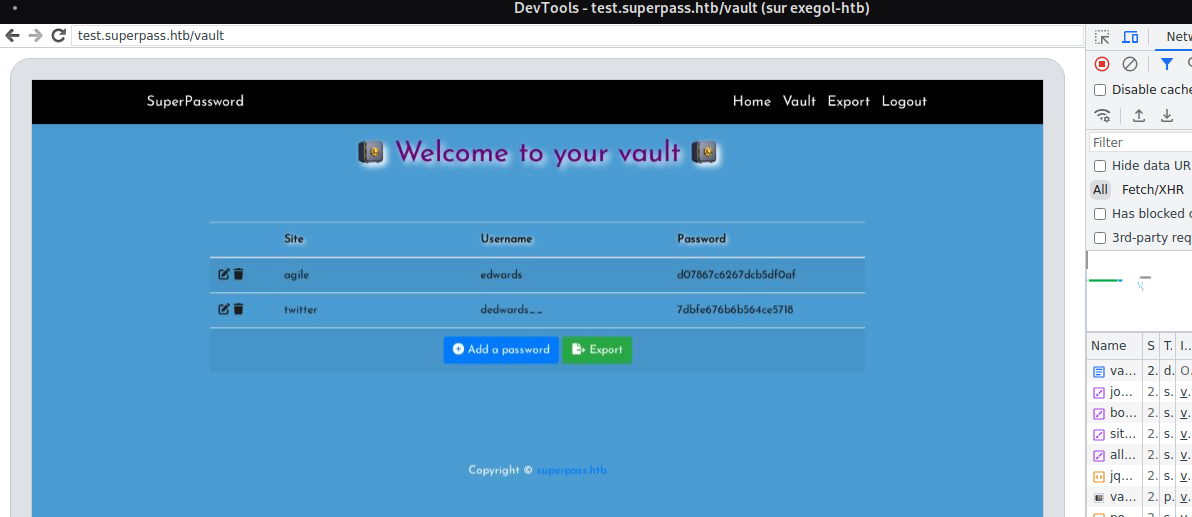 DevTools - test.superpass.htb/vault (sur exegol-htb)
test.superpass.htb/vault
Netw
SuperPassword Home Vault Export Logout
Disable cache
Welcome to your vault
Filter
Hide data UR
All Fetch/XHR
Has blocked c
3rd-party req
Site Username Password
agile edwards d07867c6267dcb5df0af
twitter dedwards__ 7dbfe676b6b564ce5718
Add a password Export
Name S T. I...
va... 2. d. O.
jo... 2. s. v.
bo... 2. s. v.
sit... 2. s. v.
all... 2. s. v.
jq... 2. s. v.
va... 2. p. v.
Copyright © superpass.htb